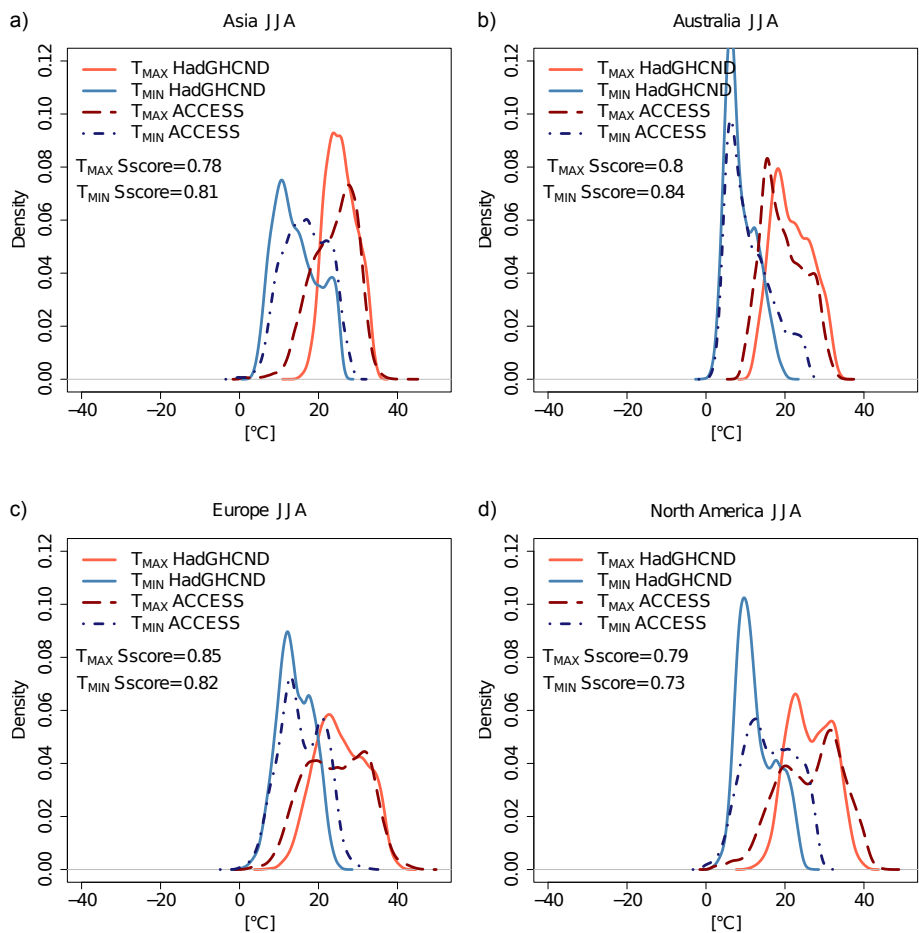 a)
Asia JJA
T_MAX HadGHCND
T_MIN HadGHCND
T_MAX ACCESS
T_MIN ACCESS
T_MAX Sscore=0.78
T_MIN Sscore=0.81
Density
0.00 0.02 0.04 0.06 0.08 0.10 0.12
−40 −20 0 20 40
[°C]
b)
Australia JJA
T_MAX HadGHCND
T_MIN HadGHCND
T_MAX ACCESS
T_MIN ACCESS
T_MAX Sscore=0.8
T_MIN Sscore=0.84
Density
0.00 0.02 0.04 0.06 0.08 0.10 0.12
−40 −20 0 20 40
[°C]
c)
Europe JJA
T_MAX HadGHCND
T_MIN HadGHCND
T_MAX ACCESS
T_MIN ACCESS
T_MAX Sscore=0.85
T_MIN Sscore=0.82
Density
0.00 0.02 0.04 0.06 0.08 0.10 0.12
−40 −20 0 20 40
[°C]
d)
North America JJA
T_MAX HadGHCND
T_MIN HadGHCND
T_MAX ACCESS
T_MIN ACCESS
T_MAX Sscore=0.79
T_MIN Sscore=0.73
Density
0.00 0.02 0.04 0.06 0.08 0.10 0.12
−40 −20 0 20 40
[°C]